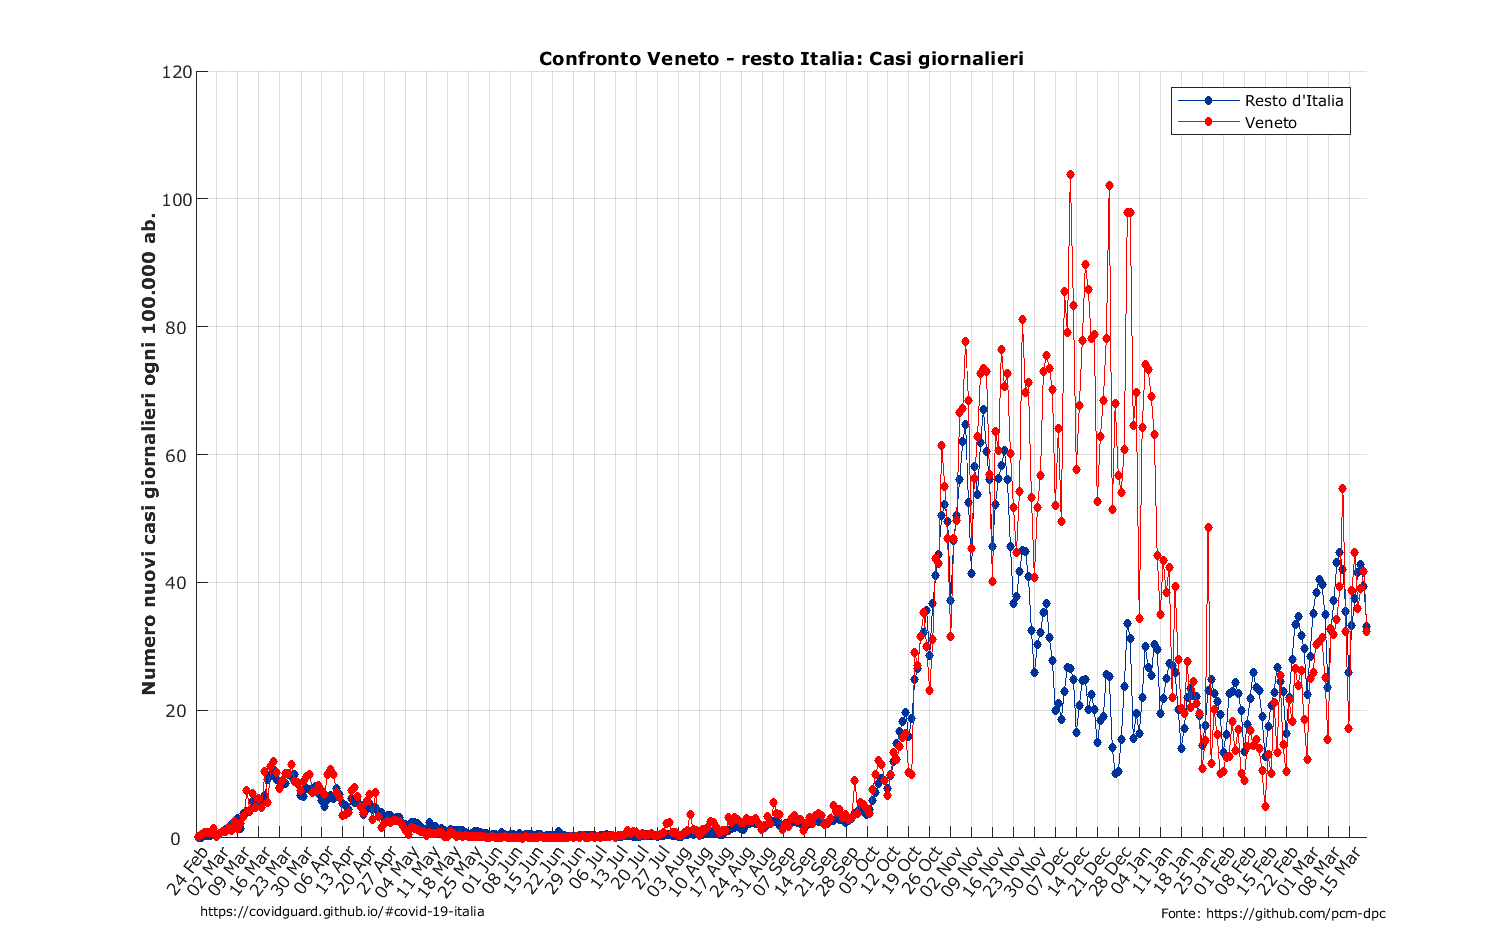 Confronto Veneto - resto Italia: Casi giornalieri
Resto d'Italia
Veneto
Numero nuovi casi giornalieri ogni 100.000 ab.
120
100
80
60
40
20
0
24 Feb
02 Mar
09 Mar
16 Mar
23 Mar
30 Mar
06 Apr
13 Apr
20 Apr
27 Apr
04 May
11 May
18 May
25 May
01 Jun
08 Jun
15 Jun
22 Jun
29 Jun
06 Jul
13 Jul
20 Jul
27 Jul
03 Aug
10 Aug
17 Aug
24 Aug
31 Aug
07 Sep
14 Sep
21 Sep
28 Sep
05 Oct
12 Oct
19 Oct
26 Oct
02 Nov
09 Nov
16 Nov
23 Nov
30 Nov
07 Dec
14 Dec
21 Dec
28 Dec
04 Jan
11 Jan
18 Jan
25 Jan
01 Feb
08 Feb
15 Feb
22 Feb
01 Mar
08 Mar
15 Mar
https://covidguard.github.io/#covid-19-italia
Fonte: https://github.com/pcm-dpc